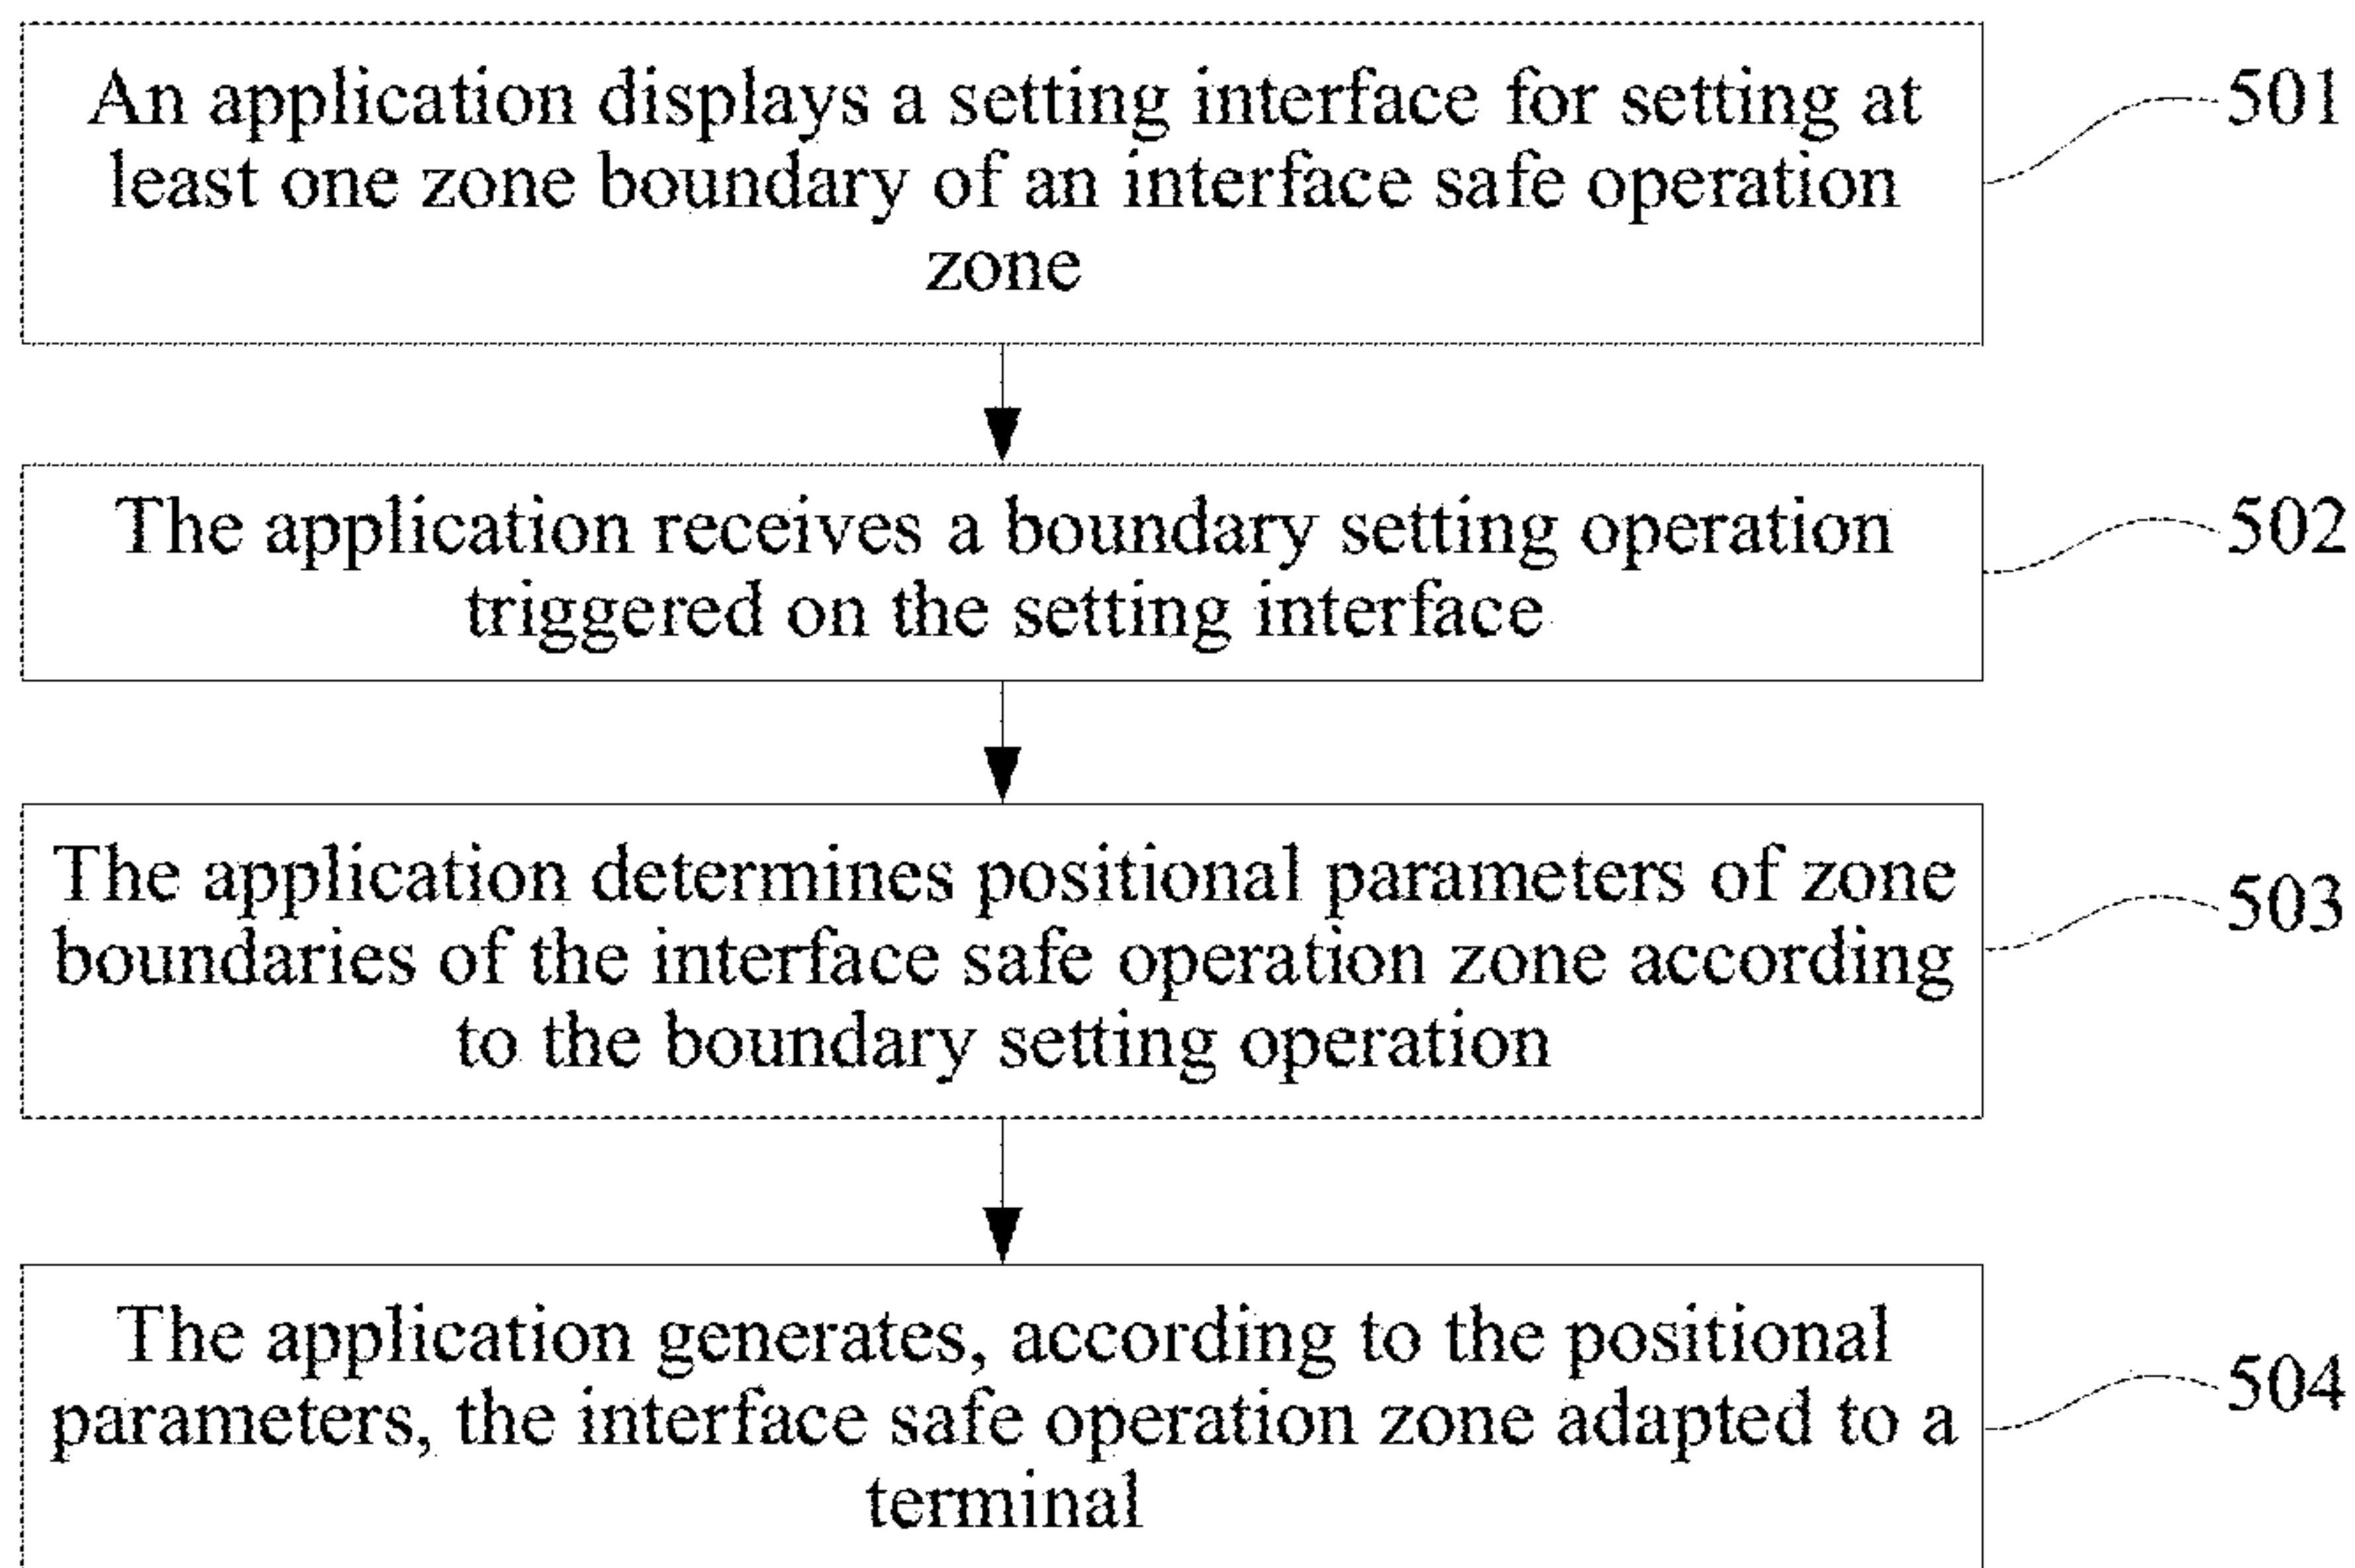 An application displays a setting interface for setting at
least one zone boundary of an interface safe operation
zone
501
The application receives a boundary setting operation
triggered on the setting interface
502
The application determines positional parameters of zone
boundaries of the interface safe operation zone according
to the boundary setting operation
503
The application generates, according to the positional
parameters, the interface safe operation zone adapted to a
terminal
504